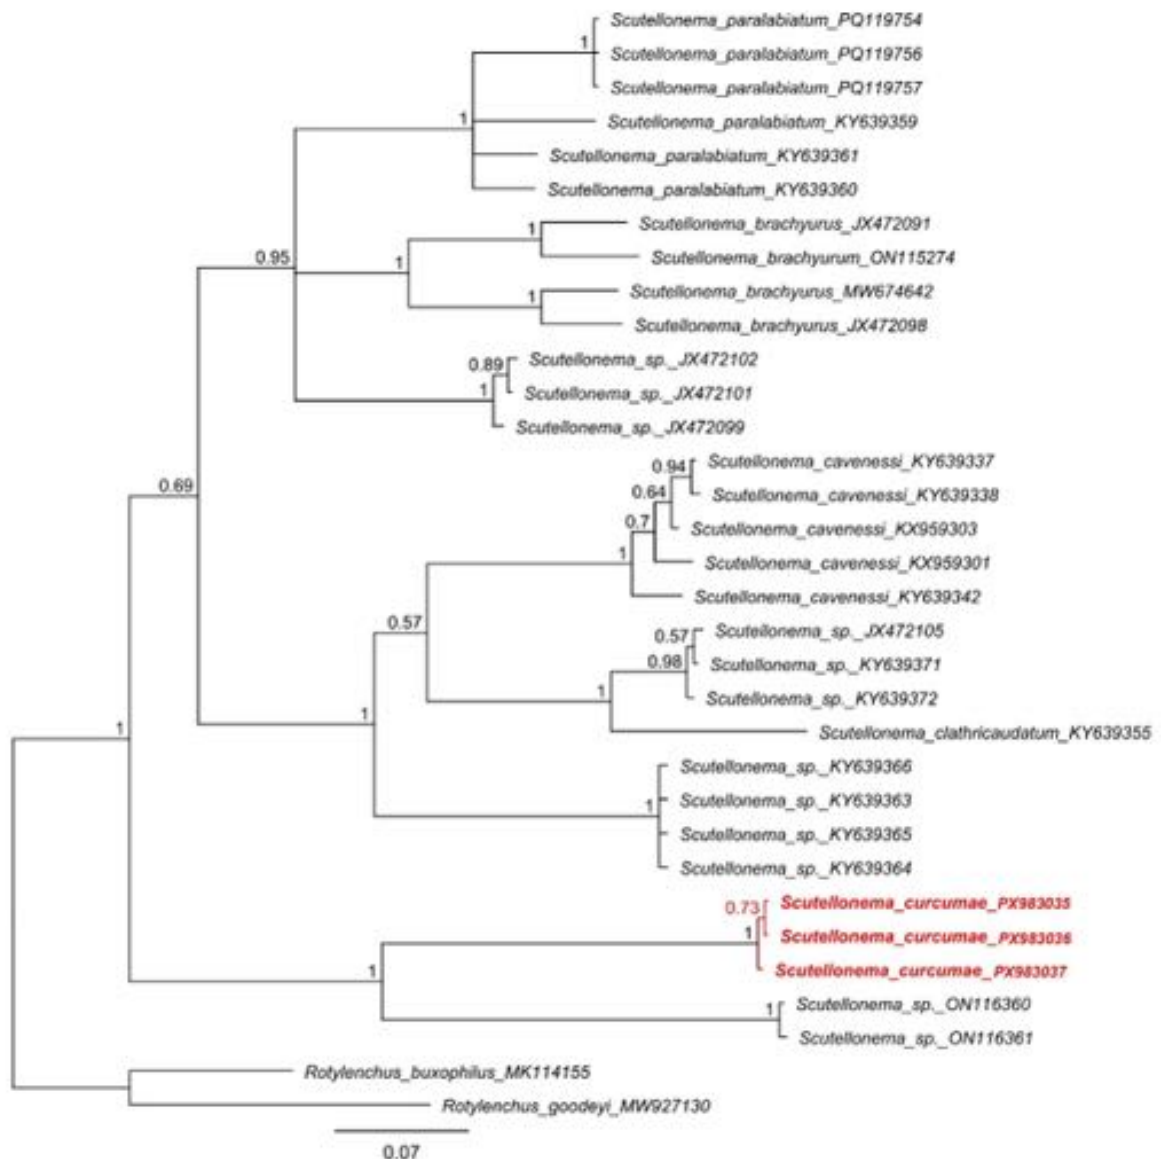 Scutellonema_paralabiatum_PQ119754
1
Scutellonema_paralabiatum_PQ119756
Scutellonema_paralabiatum_PQ119757
1
Scutellonema_paralabiatum_KY639359
Scutellonema_paralabiatum_KY639361
Scutellonema_paralabiatum_KY639360
Scutellonema_brachyurus_JX472091
1
0.95
Scutellonema_brachyurum_ON115274
1
Scutellonema_brachyurus_MW674642
1
Scutellonema_brachyurus_JX472098
Scutellonema_sp._JX472102
0.89
1
Scutellonema_sp._JX472101
Scutellonema_sp._JX472099
Scutellonema_cavenessi_KY639337
0.94
0.69
0.64
Scutellonema_cavenessi_KY639338
0.7
Scutellonema_cavenessi_KX959303
1
Scutellonema_cavenessi_KX959301
Scutellonema_cavenessi_KY639342
0.57
0.57
Scutellonema_sp._JX472105
0.98
Scutellonema_sp._KY639371
1
Scutellonema_sp._KY639372
1
1
Scutellonema_clathricaudatum_KY639355
Scutellonema_sp._KY639366
1
Scutellonema_sp._KY639363
Scutellonema_sp._KY639365
Scutellonema_sp._KY639364
0.73
Scutellonema_curcumae_PX983035
1
Scutellonema_curcumae_PX983036
1
Scutellonema_curcumae_PX983037
1
Scutellonema_sp._ON116360
Scutellonema_sp._ON116361
Rotylenchus_buxophilus_MK114155
Rotylenchus_goodeyi_MW927130
0.07